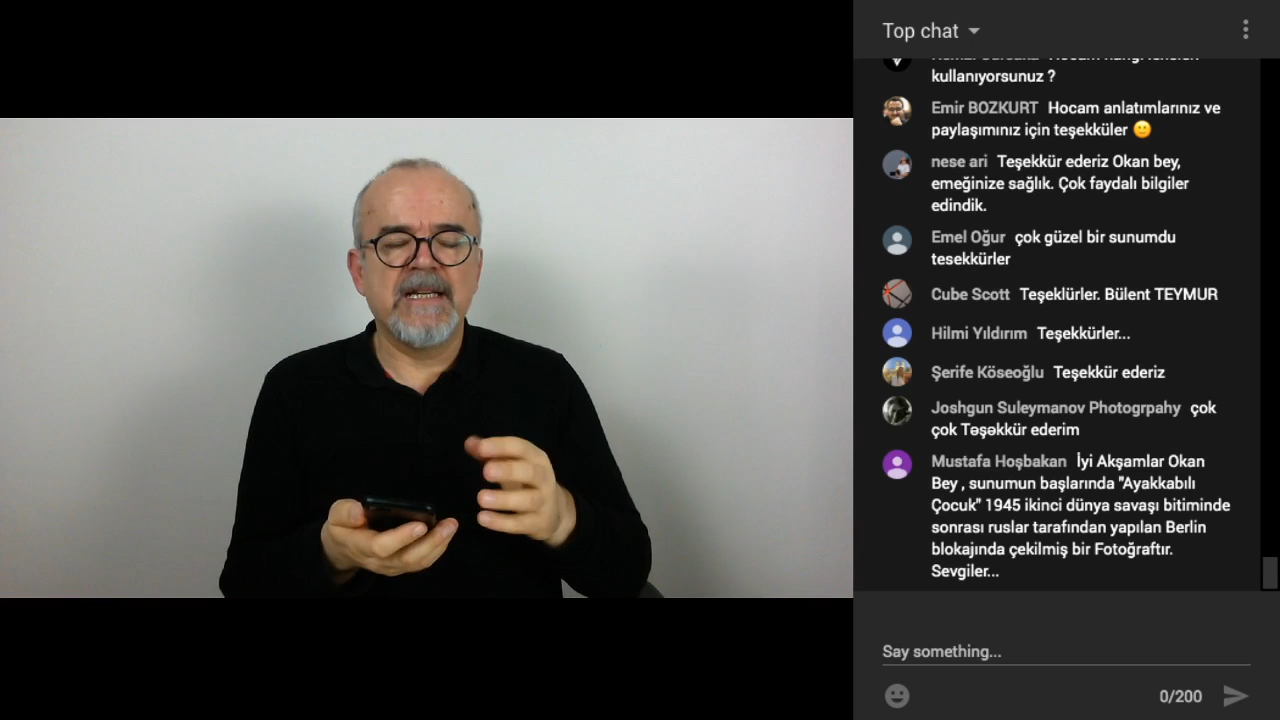 Top chat
kullanıyorsunuz ?
Emir BOZKURT Hocam anlatımlarınız ve
paylaşımınız için teşekküler 🙂
nese ari Teşekkür ederiz Okan bey,
emeğinize sağlık. Çok faydalı bilgiler
edindik.
Emel Oğur çok güzel bir sunumdu
tesekkürler
Cube Scott Teşeklürler. Bülent TEYMUR
Hilmi Yıldırım Teşekkürler...
Şerife Köseoğlu Teşekkür ederiz
Joshgun Suleymanov Photogrpahy çok
çok Təşəkkür ederim
Mustafa Hoşbakan İyi Akşamlar Okan
Bey , sunumun başlarında "Ayakkabılı
Çocuk" 1945 ikinci dünya savaşı bitiminde
sonrası ruslar tarafından yapılan Berlin
blokajında çekilmiş bir Fotoğraftır.
Sevgiler...
Say something...
0/200